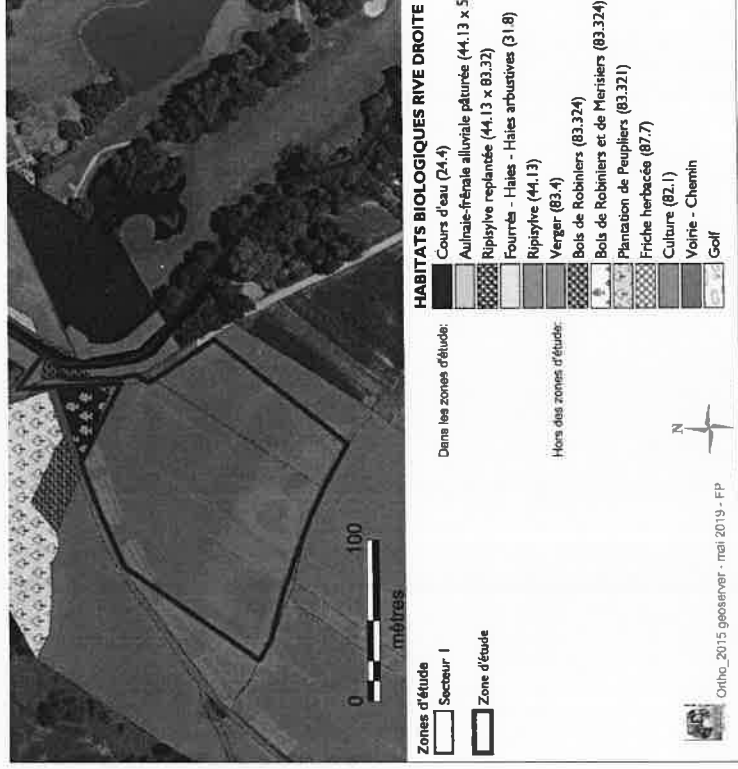 0 100
mètres
Zones d'étude
Secteur I
Zone d'étude
Dans les zones d'étude:
Hors des zones d'étude:
HABITATS BIOLOGIQUES RIVE DROITE
Cours d'eau (24.4)
Aulnaie-frênaie alluviale pâturée (44.13 x 5
Ripisylve replantée (44.13 x 83.32)
Fourrés - Haies - Haies arbustives (31.8)
Ripisylve (44.13)
Verger (83.4)
Bois de Robiniers (83.324)
Bois de Robiniers et de Merisiers (83.324)
Plantation de Peupliers (83.321)
Friche herbacée (87.7)
Culture (82.1)
Voirie - Chemin
Golf
N
Ortho_2015 geoserver - mai 2019 - FP